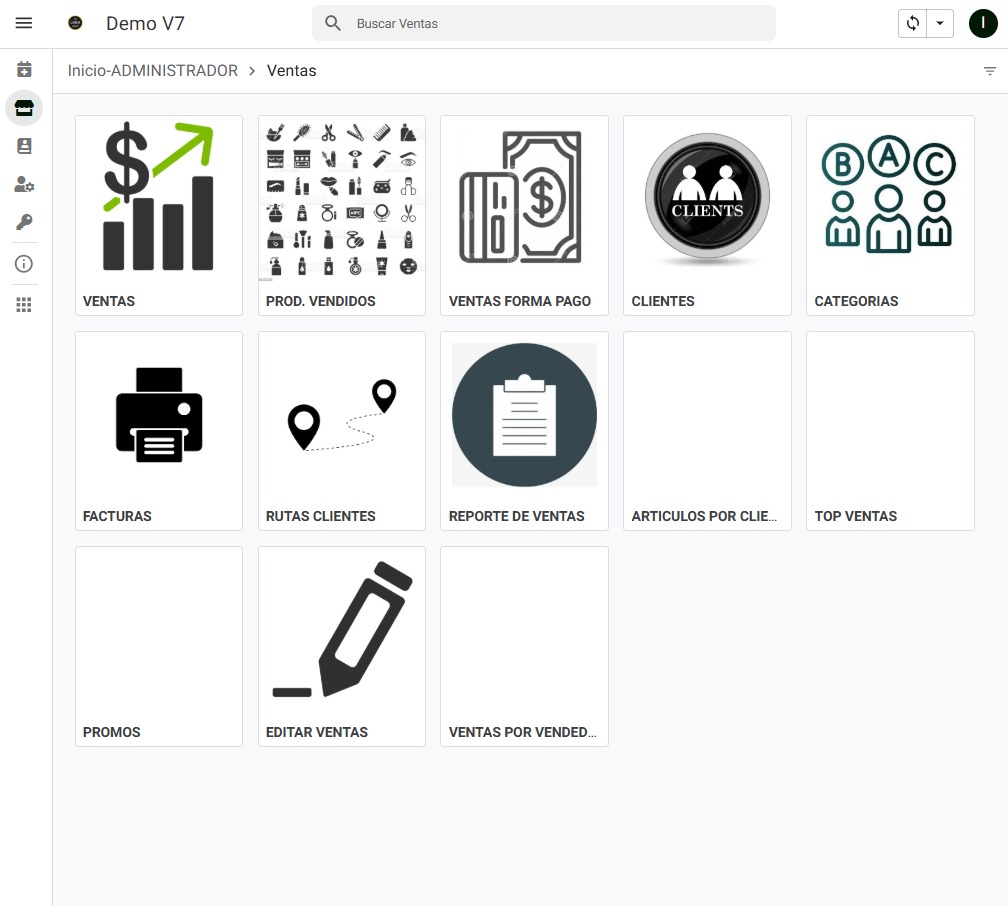 Demo V7
Buscar Ventas
I
Inicio-ADMINISTRADOR > Ventas
$
VENTAS
PROD. VENDIDOS
$
VENTAS FORMA PAGO
CLIENTS
CLIENTES
B A C
CATEGORIAS
FACTURAS
RUTAS CLIENTES
REPORTE DE VENTAS
ARTICULOS POR CLIE...
TOP VENTAS
PROMOS
EDITAR VENTAS
VENTAS POR VENDED...